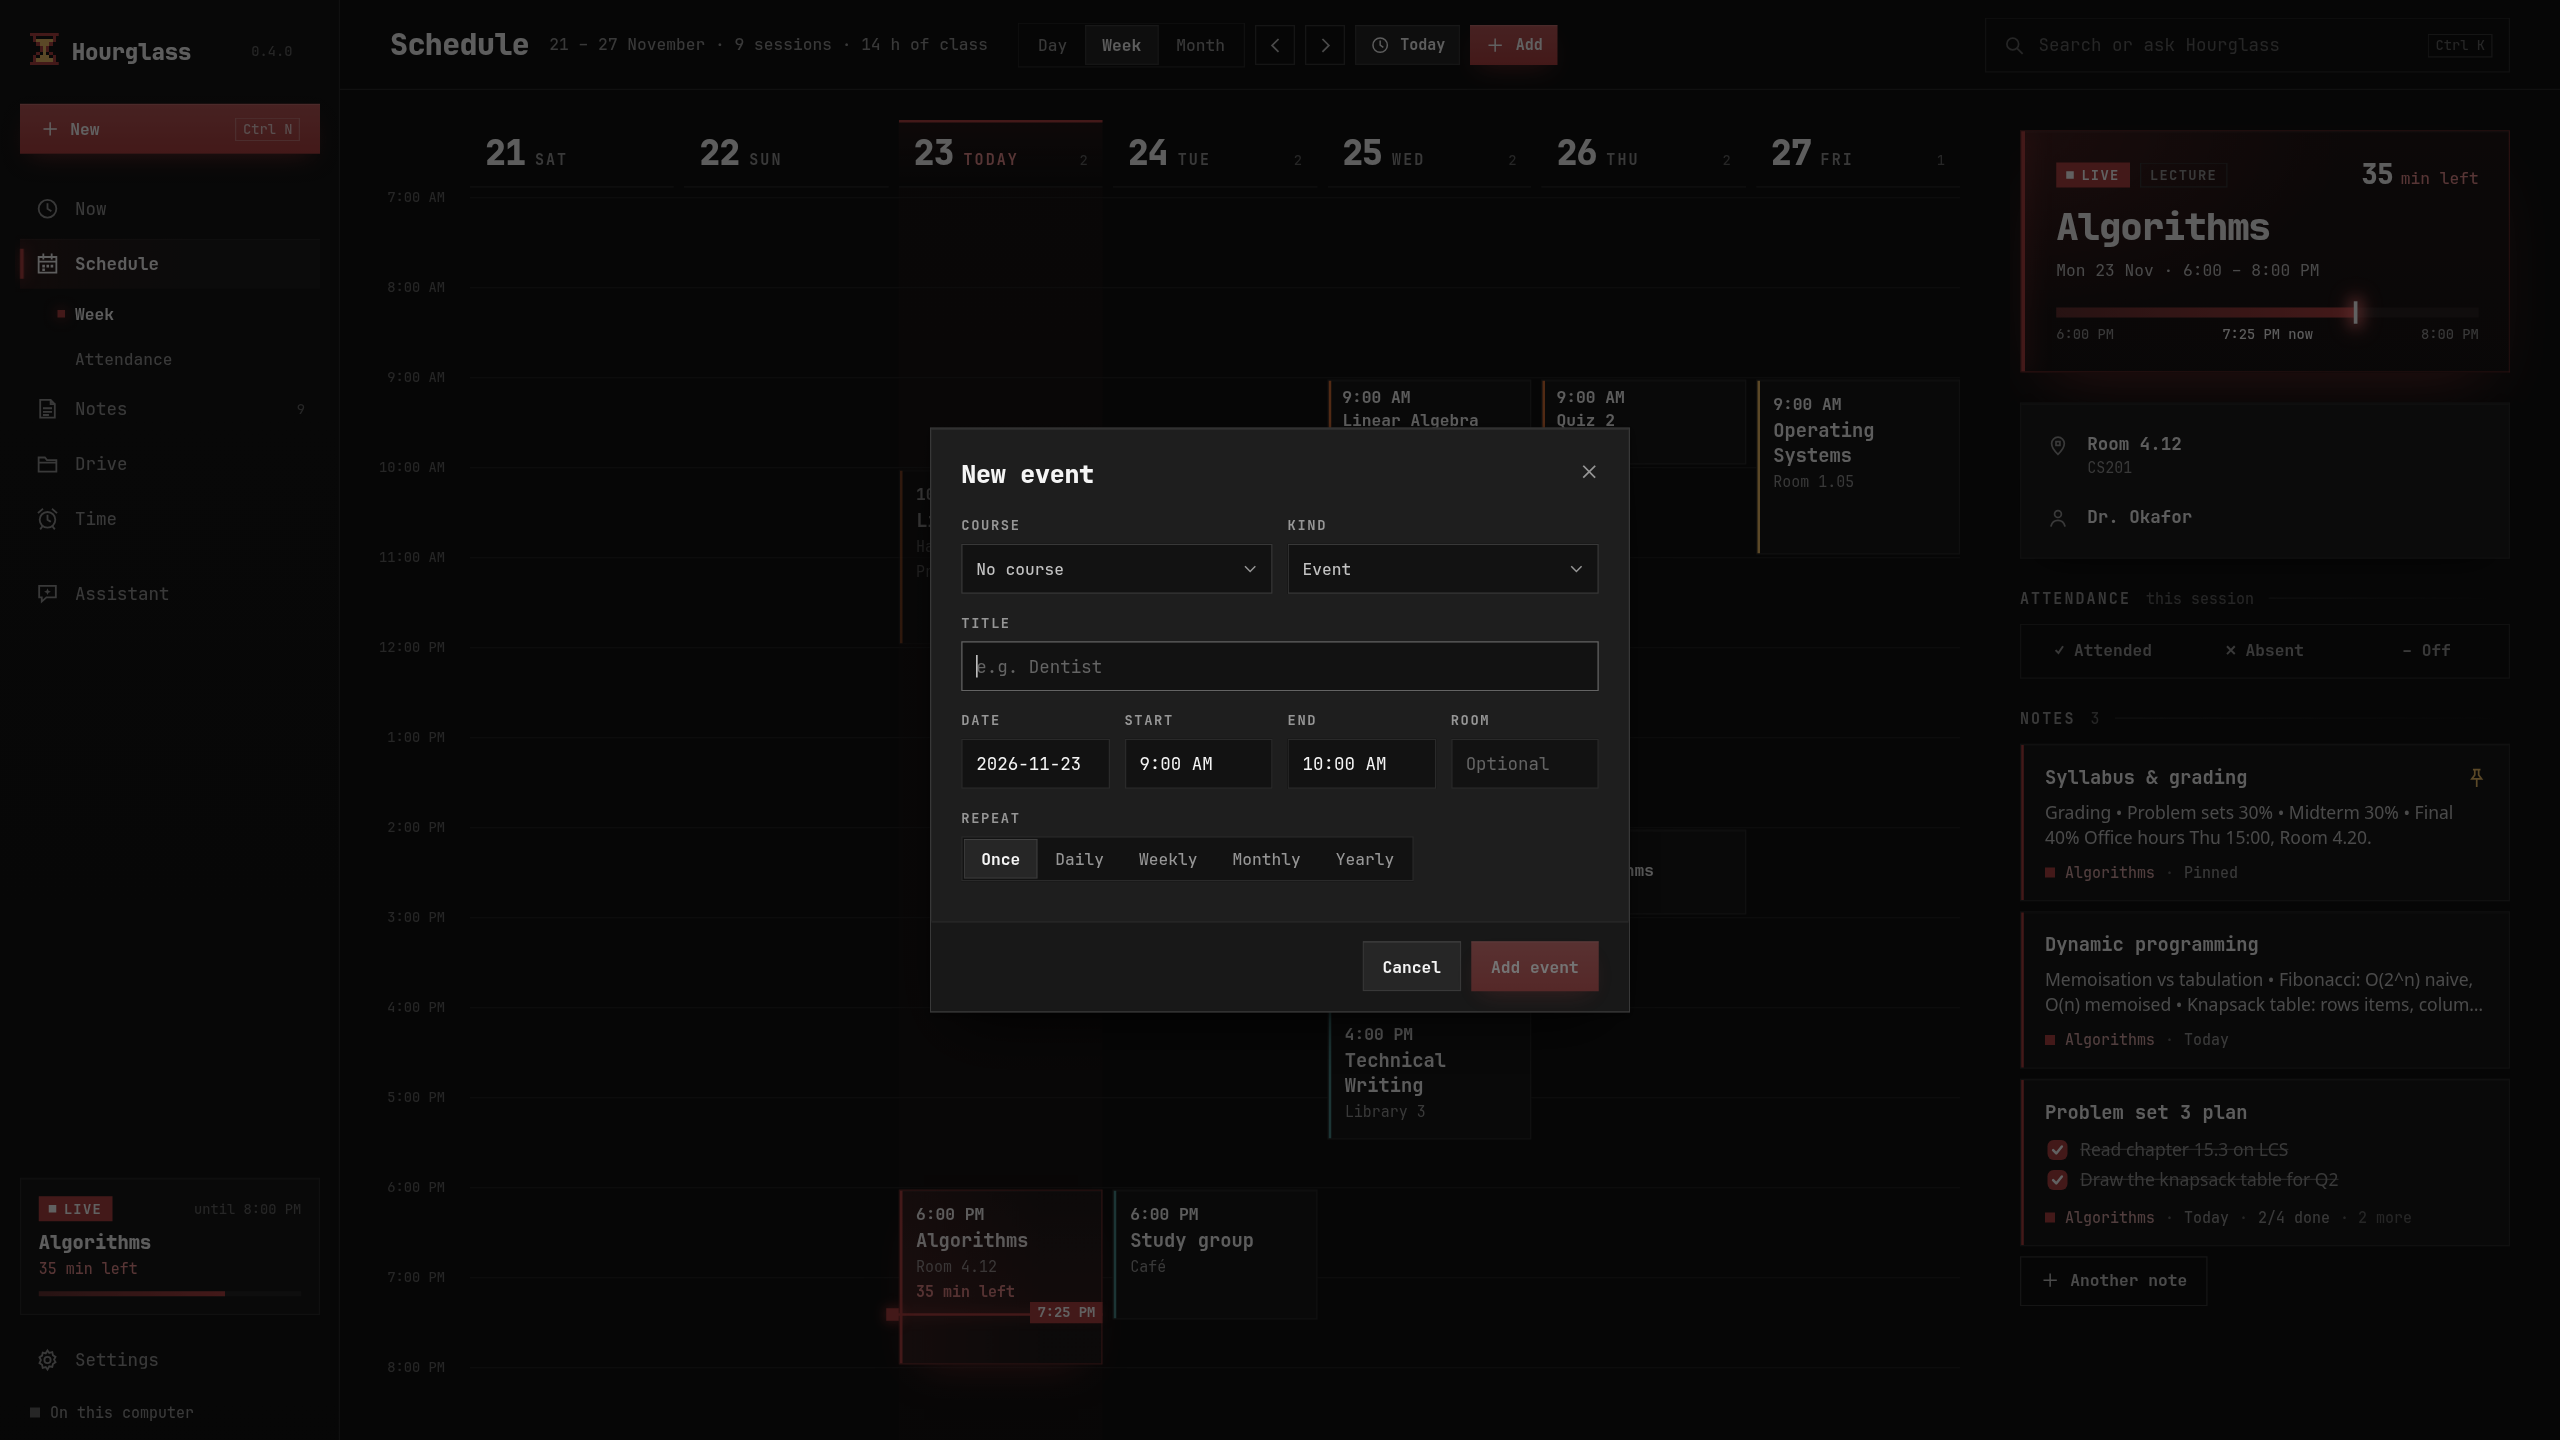 Hourglass 0.4.0
New Ctrl N
Now
Schedule
Week
Attendance
Notes 9
Drive
Time
Assistant
LIVE until 8:00 PM
Algorithms
35 min left
Settings
On this computer
Schedule 21 – 27 November · 9 sessions · 14 h of class
Day Week Month Today Add
Search or ask Hourglass Ctrl K
21 SAT 22 SUN 23 TODAY 2 24 TUE 2 25 WED 2 26 THU 2 27 FRI 1
7:00 AM
8:00 AM
9:00 AM
10:00 AM
11:00 AM
12:00 PM
1:00 PM
2:00 PM
3:00 PM
4:00 PM
5:00 PM
6:00 PM
7:00 PM
8:00 PM
9:00 AM
Linear Algebra
9:00 AM
Quiz 2
9:00 AM
Operating
Systems
Room 1.05
4:00 PM
Technical
Writing
Library 3
6:00 PM
Algorithms
Room 4.12
35 min left
7:25 PM
6:00 PM
Study group
Café
New event
COURSE KIND
No course Event
TITLE
e.g. Dentist
DATE START END ROOM
2026-11-23 9:00 AM 10:00 AM Optional
REPEAT
Once Daily Weekly Monthly Yearly
Cancel Add event
LIVE LECTURE 35 min left
Algorithms
Mon 23 Nov · 6:00 – 8:00 PM
6:00 PM 7:25 PM now 8:00 PM
Room 4.12
CS201
Dr. Okafor
ATTENDANCE this session
Attended Absent Off
NOTES 3
Syllabus & grading
Grading • Problem sets 30% • Midterm 30% • Final
40% Office hours Thu 15:00, Room 4.20.
Algorithms · Pinned
Dynamic programming
Memoisation vs tabulation • Fibonacci: O(2^n) naive,
O(n) memoised • Knapsack table: rows items, colum…
Algorithms · Today
Problem set 3 plan
Read chapter 15.3 on LCS
Draw the knapsack table for Q2
Algorithms · Today · 2/4 done · 2 more
Another note